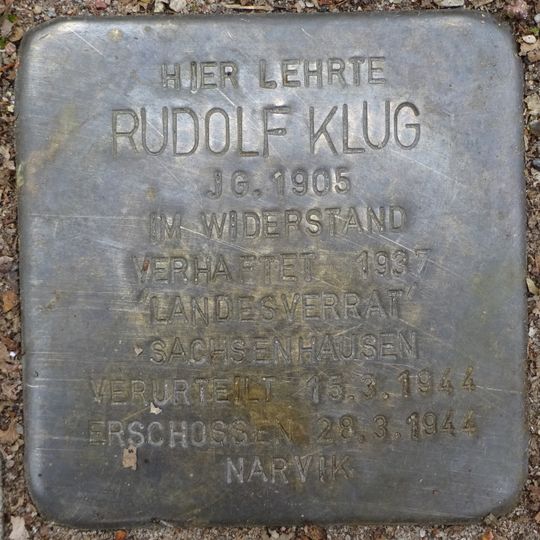 HIER LEHRTE
RUDOLF KLUG
JG. 1905
IM WIDERSTAND
VERHAFTET 1937
'LANDESVERRAT'
SACHSENHAUSEN
VERURTEILT 15.3.1944
ERSCHOSSEN 28.3.1944
NARVIK